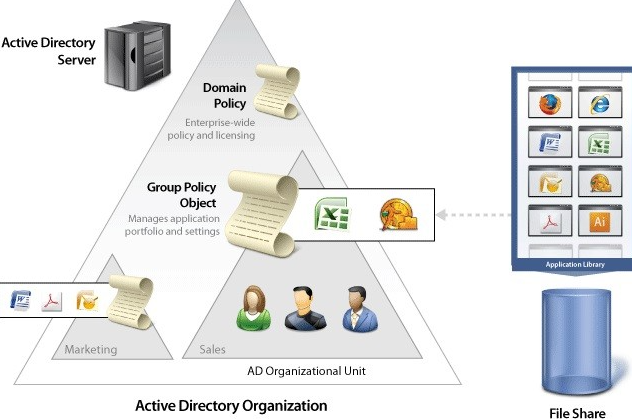 Active Directory
Server
Domain
Policy
Enterprise-wide
policy and licensing
Group Policy
Object
Manages application
portfolio and settings
Marketing
Sales
AD Organizational Unit
Active Directory Organization
Ai
Application Library
File Share